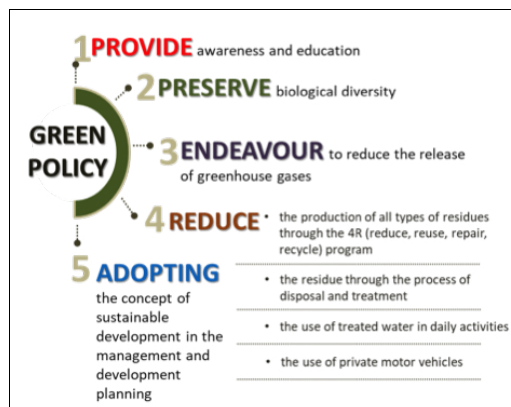 GREEN
POLICY
1 PROVIDE awareness and education
2 PRESERVE biological diversity
3 ENDEAVOUR to reduce the release
of greenhouse gases
4 REDUCE
• the production of all types of residues
through the 4R (reduce, reuse, repair,
recycle) program
• the residue through the process of
disposal and treatment
• the use of treated water in daily activities
• the use of private motor vehicles
5 ADOPTING
the concept of
sustainable
development in the
management and
development
planning